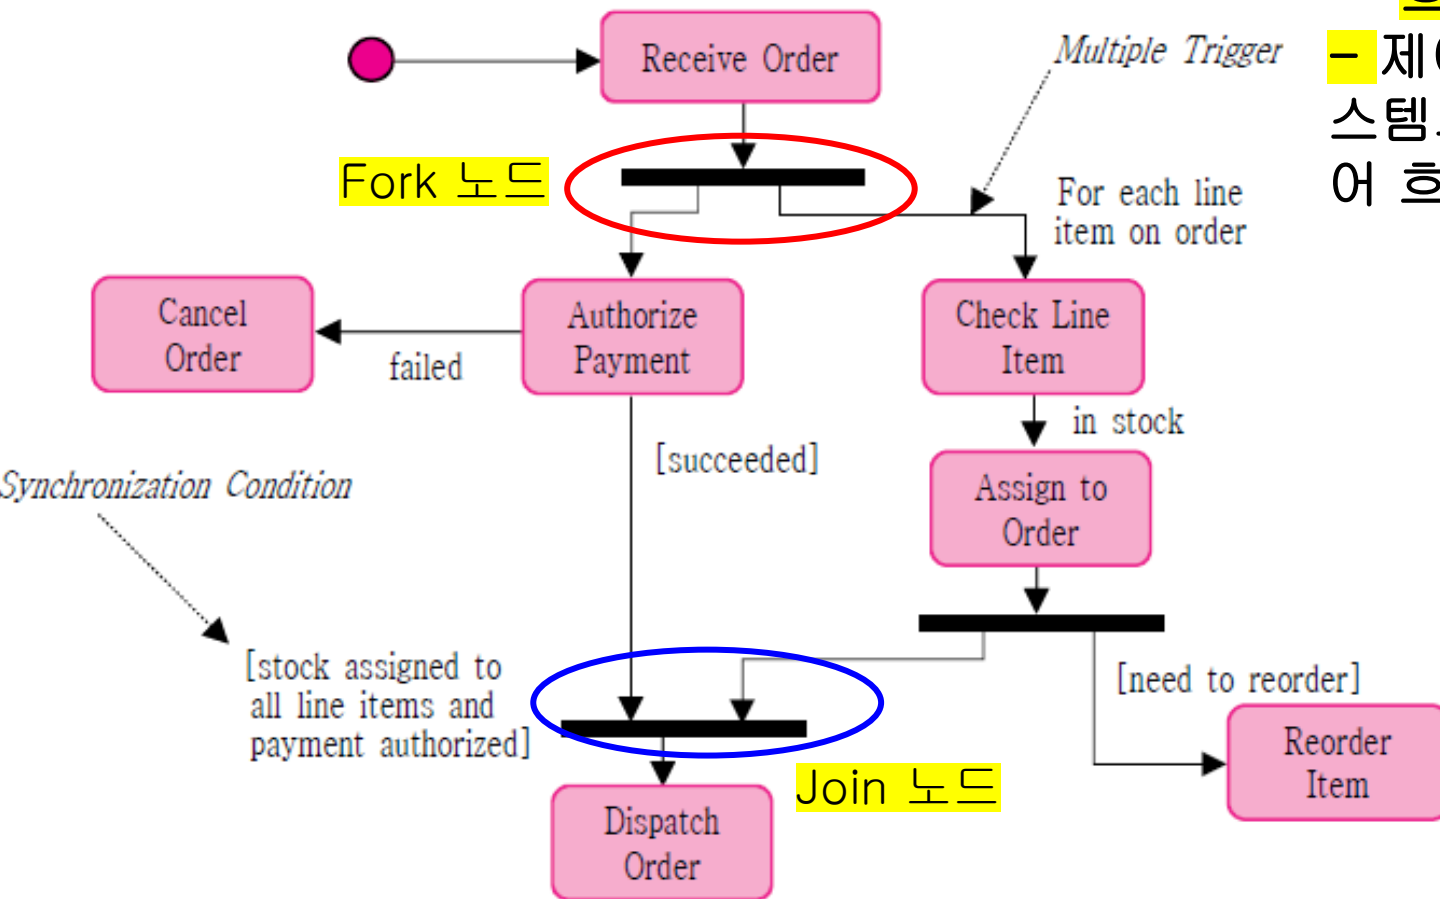 Receive Order
Multiple Trigger
- 제
스템
어
Fork 노드
For each line
item on order
Cancel
Order
failed
Authorize
Payment
Check Line
Item
in stock
[succeeded]
Synchronization Condition
Assign to
Order
[stock assigned to
all line items and
payment authorized]
[need to reorder]
Reorder
Item
Join 노드
Dispatch
Order